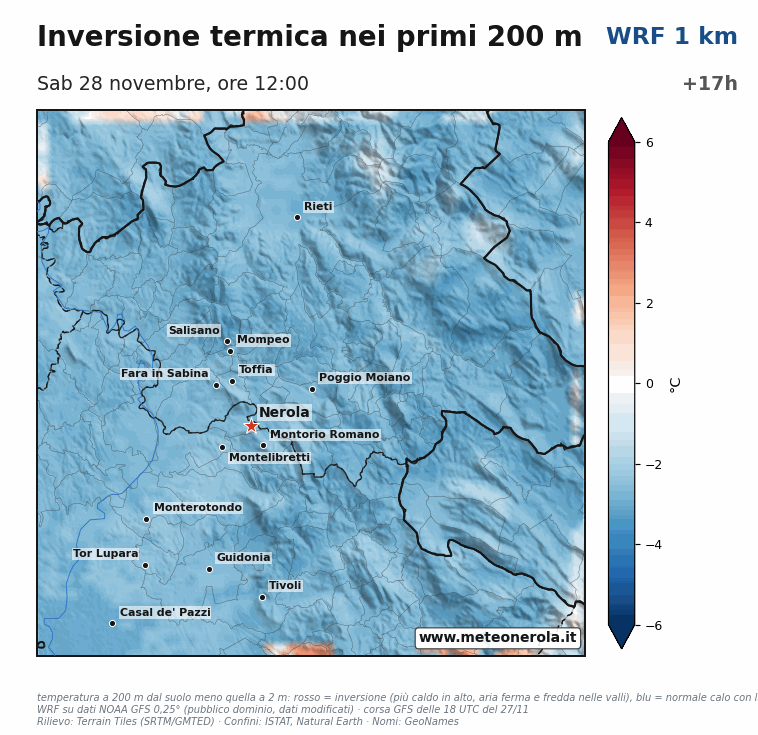 Inversione termica nei primi 200 m
WRF 1 km
Sab 28 novembre, ore 12:00
+17h
Rieti
Salisano
Mompeo
Toffia
Fara in Sabina
Poggio Moiano
Nerola
Montorio Romano
Montelibretti
Monterotondo
Tor Lupara
Guidonia
Tivoli
Casal de' Pazzi
www.meteonerola.it
6
4
2
0
−2
−4
−6
°C
temperatura a 200 m dal suolo meno quella a 2 m: rosso = inversione (più caldo in alto, aria ferma e fredda nelle valli), blu = normale calo con
WRF su dati NOAA GFS 0,25° (pubblico dominio, dati modificati) · corsa GFS delle 18 UTC del 27/11
Rilievo: Terrain Tiles (SRTM/GMTED) · Confini: ISTAT, Natural Earth · Nomi: GeoNames